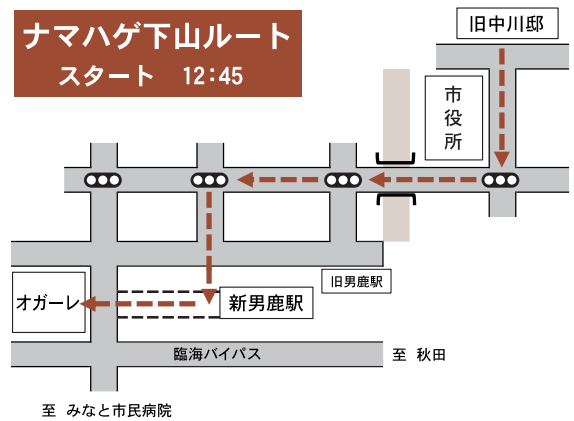 ナマハゲ下山ルート
スタート 12:45
旧中川邸
市役所
旧男鹿駅
新男鹿駅
オガーレ
臨海バイパス
至 秋田
至 みなと市民病院